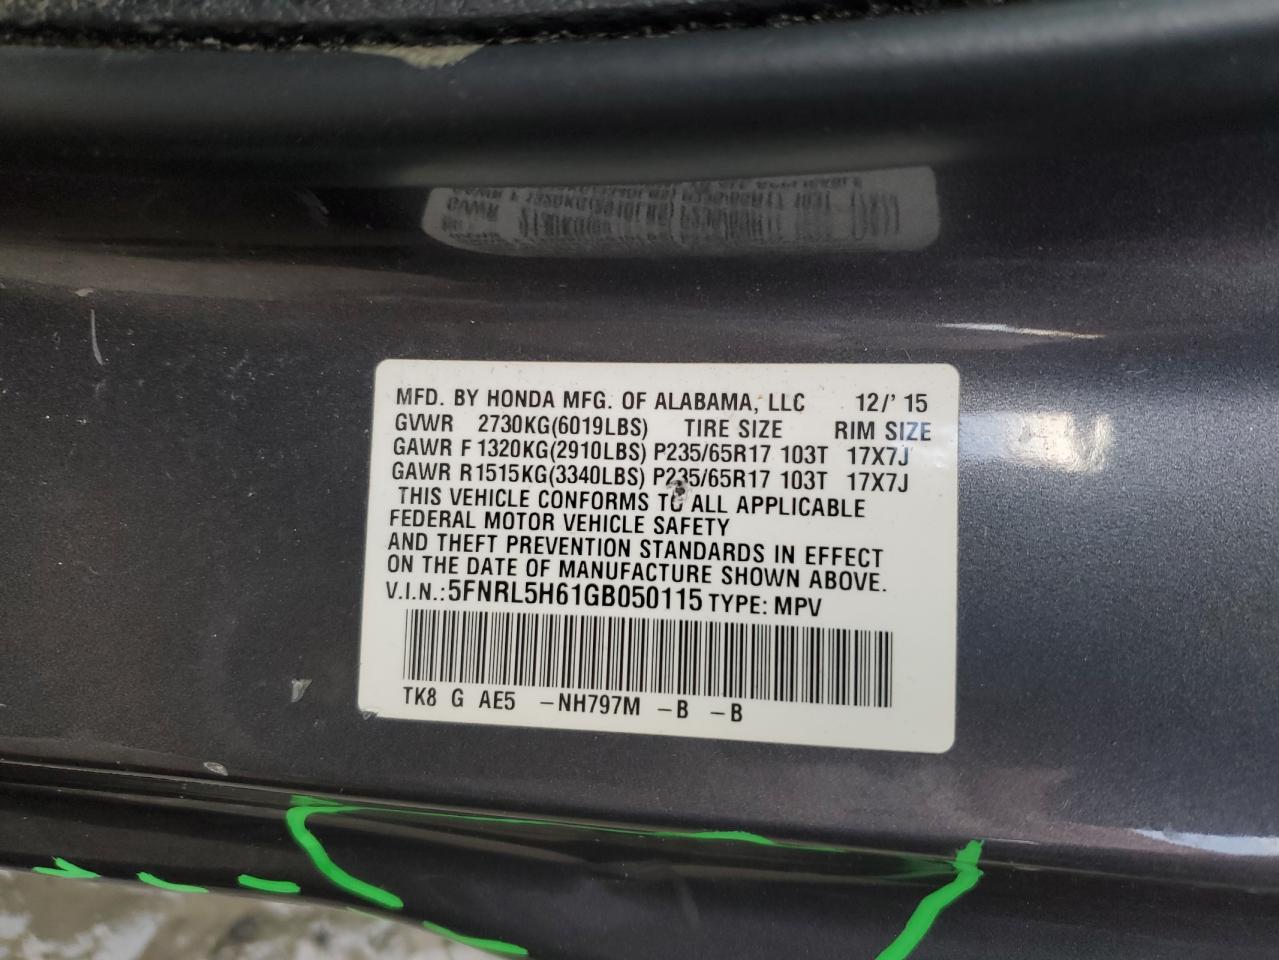 MFD. BY HONDA MFG. OF ALABAMA, LLC 12/'15
GVWR 2730KG(6019LBS) TIRE SIZE RIM SIZE
GAWR F 1320KG(2910LBS) P235/65R17 103T 17X7J
GAWR R1515KG(3340LBS) P235/65R17 103T 17X7J
THIS VEHICLE CONFORMS TO ALL APPLICABLE
FEDERAL MOTOR VEHICLE SAFETY
AND THEFT PREVENTION STANDARDS IN EFFECT
ON THE DATE OF MANUFACTURE SHOWN ABOVE.
V.I.N.:5FNRL5H61GB050115 TYPE: MPV
TK8 G AE5 -NH797M -B -B